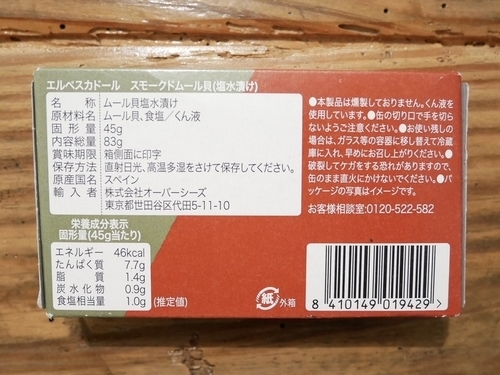 エルペスカドール スモークドムール貝(塩水漬け)
名称 ムール貝塩水漬け
原材料名 ムール貝、食塩/くん液
固形量 45g
内容総量 83g
賞味期限 箱側面に印字
保存方法 直射日光、高温多湿をさけて保存してください。
原産国名 スペイン
輸入者 株式会社オーバーシーズ
東京都世田谷区代田5-11-10
栄養成分表示
固形量(45g当たり)
エネルギー 46kcal
たんぱく質 7.7g
脂質 1.4g
炭水化物 0.9g
食塩相当量 1.0g (推定値)
●本製品は燻製しておりません。くん液を
使用しています。●缶の切り口で手を切ら
ないようご注意ください。●お使い残しの
場合は、ガラス等の容器に移し替えて冷蔵
庫に入れ、早めにお召し上がりください。●
破裂してケガをする恐れがありますので、
缶のまま直火にかけないでください。●パ
ッケージの写真はイメージです。
お客様相談室:0120-522-582
紙 外箱
8 410149 019429 >